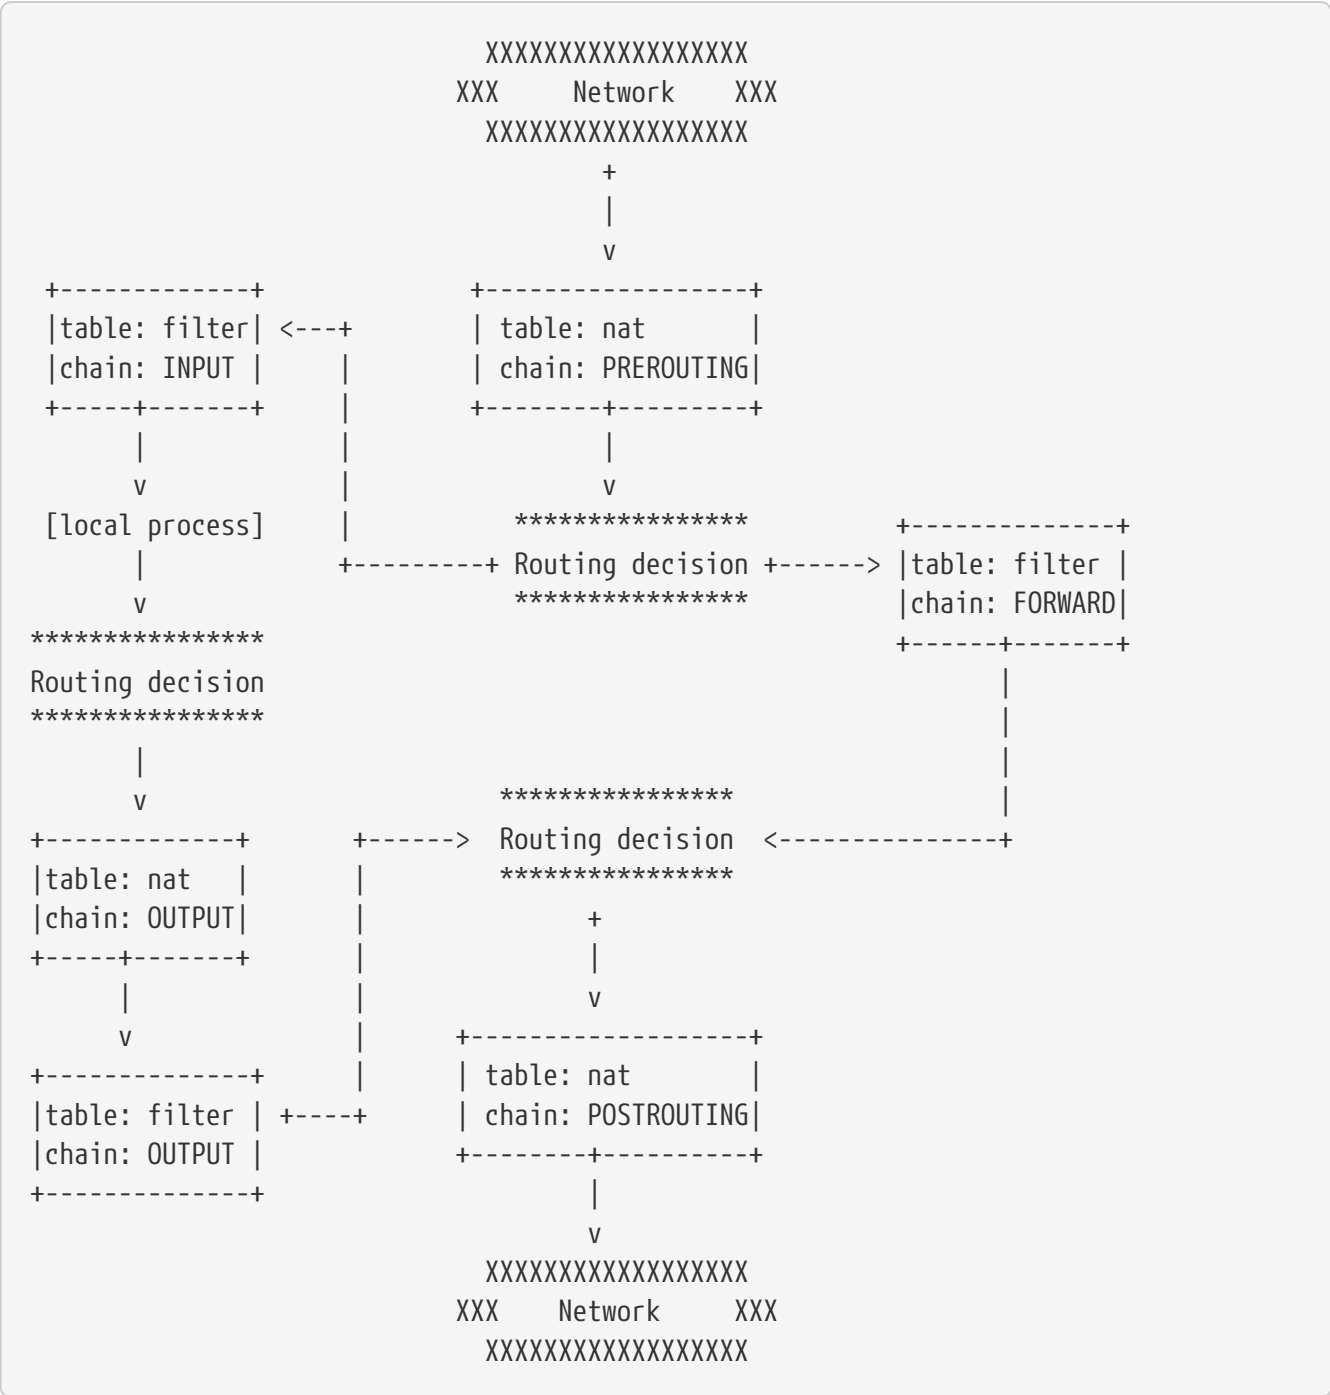 XXXXXXXXXXXXXXXXXX
XXX     Network    XXX
XXXXXXXXXXXXXXXXXX
+
|
v
+-------------+              +------------------+
|table: filter| <---+        | table: nat       |
|chain: INPUT |     |        | chain: PREROUTING|
+-----+-------+     |        +--------+---------+
|             |                 |
v             |                 v
[local process]     |           ****************          +--------------+
|             +---------+ Routing decision +------> |table: filter |
v                         ****************          |chain: FORWARD|
****************                                           +------+-------+
Routing decision                                                  |
****************                                                  |
|                                                          |
v                        ****************                  |
+-------------+       +------>  Routing decision  <---------------+
|table: nat   |       |         ****************
|chain: OUTPUT|       |               +
+-----+-------+       |               |
|               |               v
v               |      +-------------------+
+--------------+      |      | table: nat        |
|table: filter | +----+      | chain: POSTROUTING|
|chain: OUTPUT |             +--------+----------+
+--------------+                      |
v
XXXXXXXXXXXXXXXXXX
XXX    Network     XXX
XXXXXXXXXXXXXXXXXX